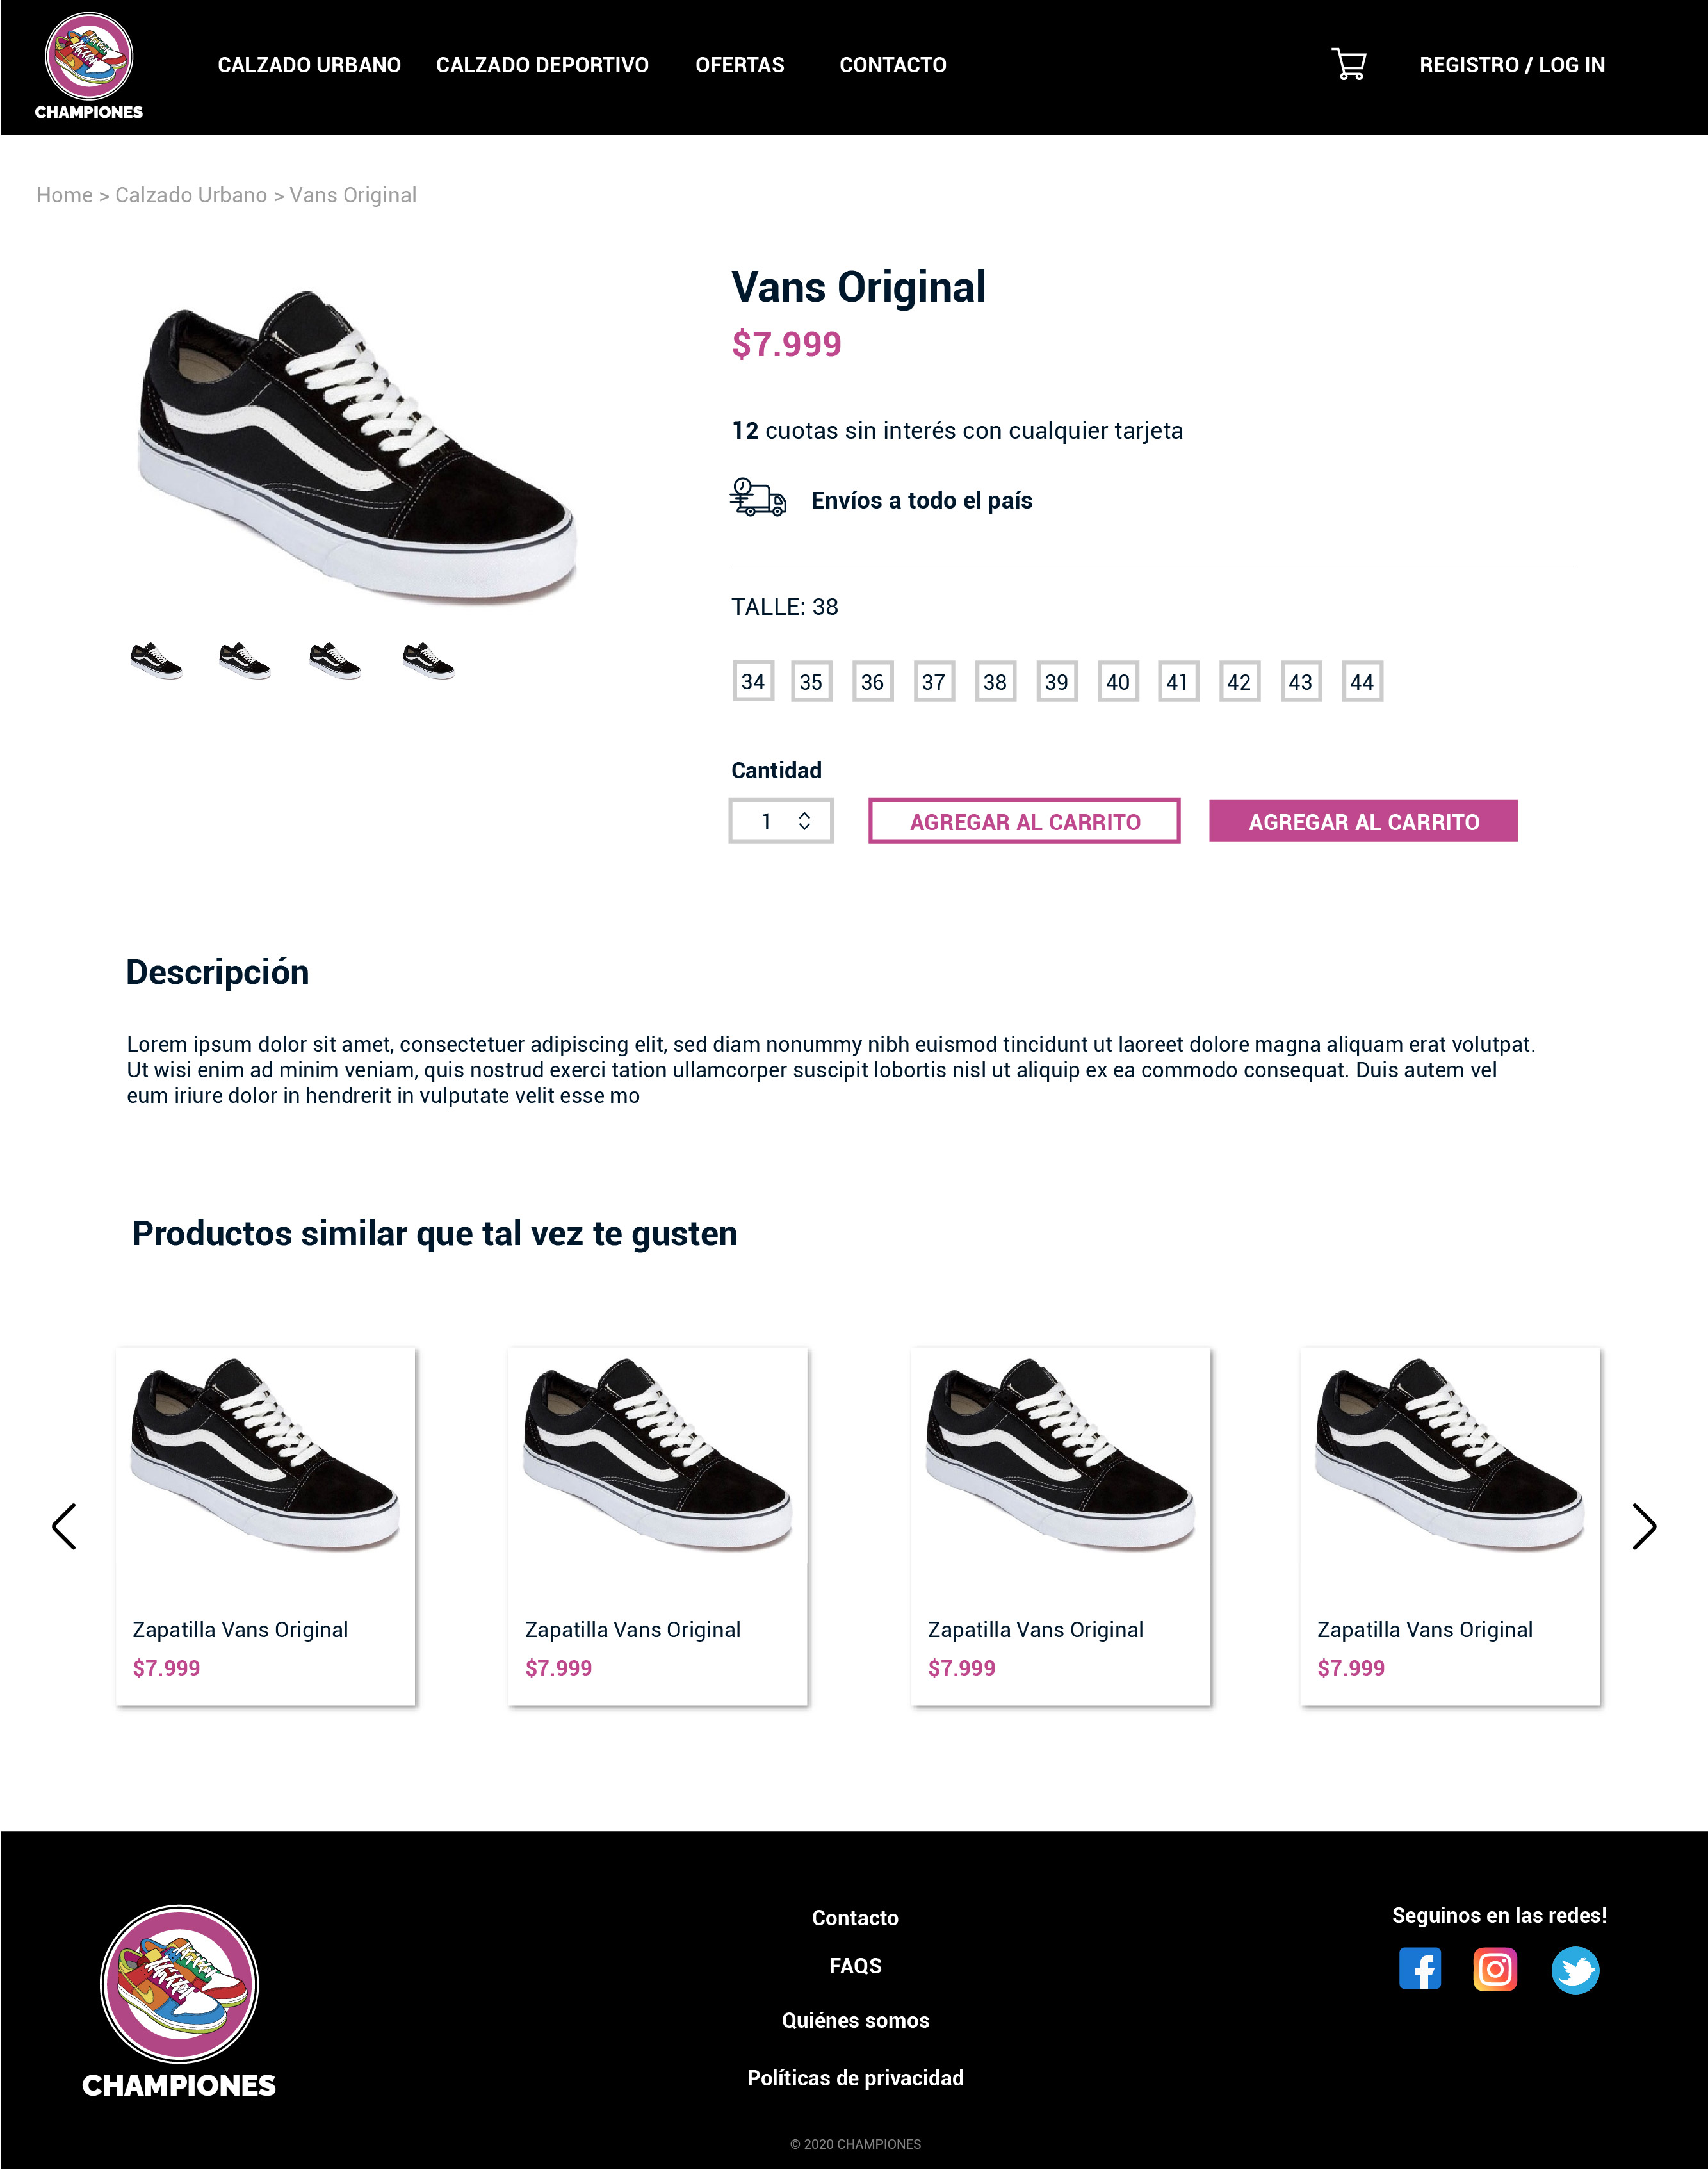 CHAMPIONES
CALZADO URBANO CALZADO DEPORTIVO OFERTAS CONTACTO REGISTRO / LOG IN
Home > Calzado Urbano > Vans Original
Vans Original
$7.999
12 cuotas sin interés con cualquier tarjeta
Envíos a todo el país
TALLE: 38
34 35 36 37 38 39 40 41 42 43 44
Cantidad
1 AGREGAR AL CARRITO AGREGAR AL CARRITO
Descripción
Lorem ipsum dolor sit amet, consectetuer adipiscing elit, sed diam nonummy nibh euismod tincidunt ut laoreet dolore magna aliquam erat volutpat.
Ut wisi enim ad minim veniam, quis nostrud exerci tation ullamcorper suscipit lobortis nisl ut aliquip ex ea commodo consequat. Duis autem vel
eum iriure dolor in hendrerit in vulputate velit esse mo
Productos similar que tal vez te gusten
Zapatilla Vans Original Zapatilla Vans Original Zapatilla Vans Original Zapatilla Vans Original
$7.999 $7.999 $7.999 $7.999
CHAMPIONES
Contacto
FAQS
Quiénes somos
Políticas de privacidad
Seguinos en las redes!
© 2020 CHAMPIONES